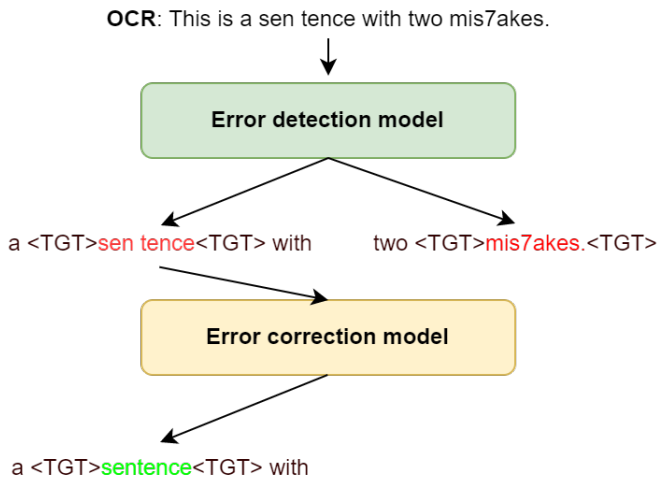 OCR: This is a sen tence with two mis7akes.
Error detection model
a <TGT>sen tence<TGT> with
two <TGT>mis7akes.<TGT>
Error correction model
a <TGT>sentence<TGT> with